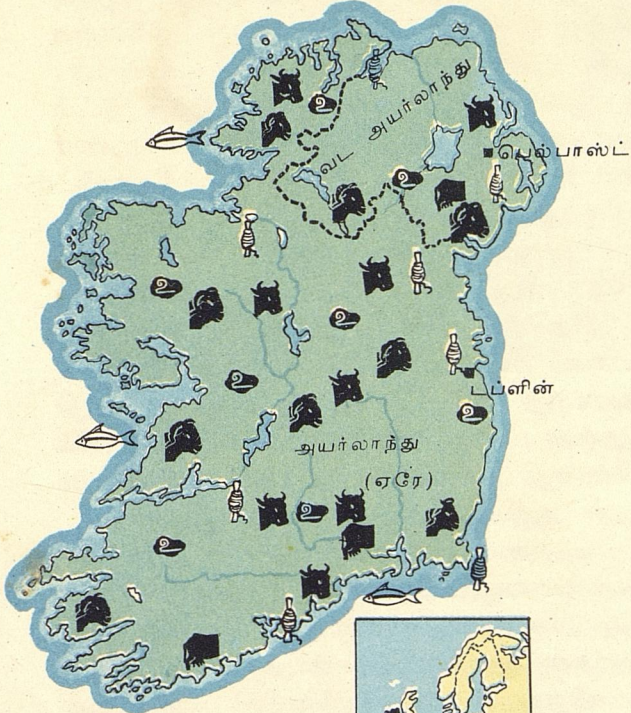 வட அயர்லாந்து
பெல்பாஸ்ட்
டப்ளின்
அயர்லாந்து
(ஏரே)